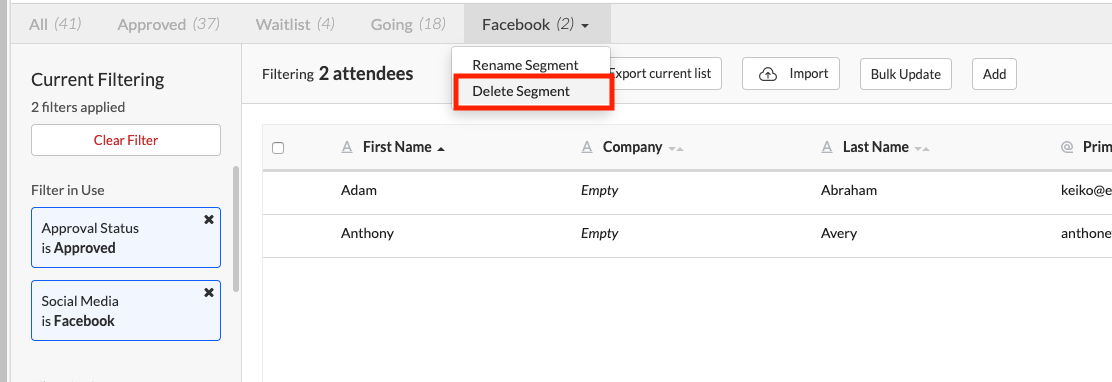 All (41) Approved (37) Waitlist (4) Going (18) Facebook (2)
Current Filtering
2 filters applied
Clear Filter
Filter in Use
Approval Status
is Approved
Social Media
is Facebook
Filtering 2 attendees
Rename Segment
Delete Segment
Export current list
Import
Bulk Update
Add
First Name Company Last Name @ Prim
Adam Empty Abraham keiko@e
Anthony Empty Avery anthone